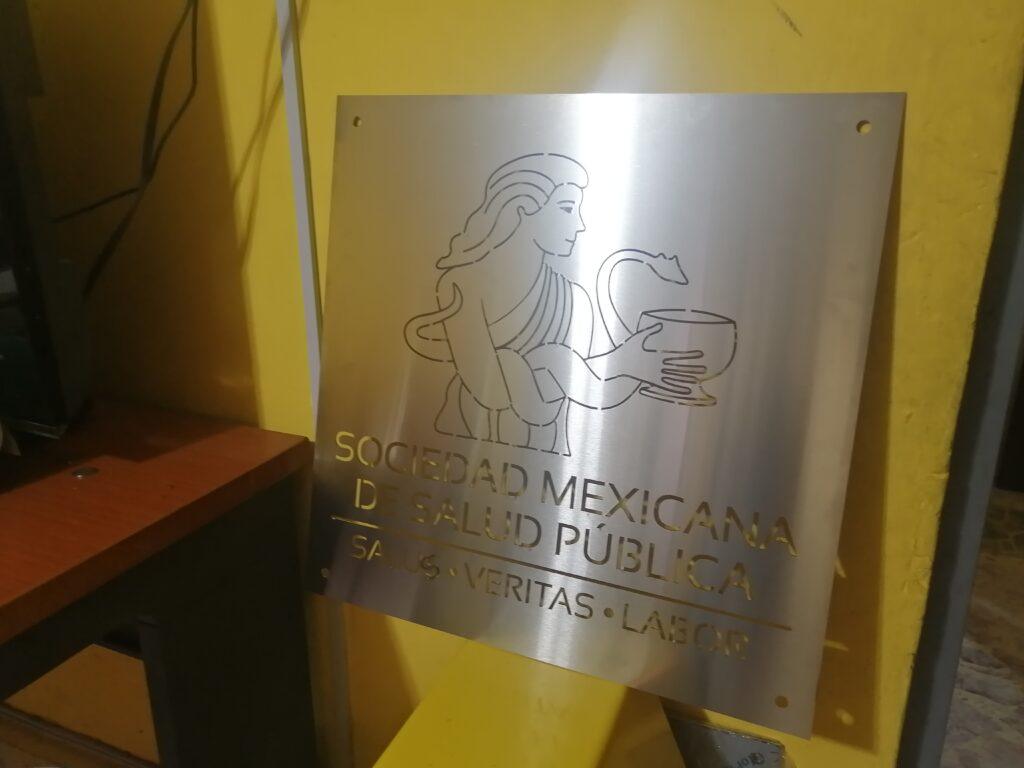 SOCIEDAD MEXICANA
DE SALUD PÚBLICA
SALUS • VERITAS • LABOR